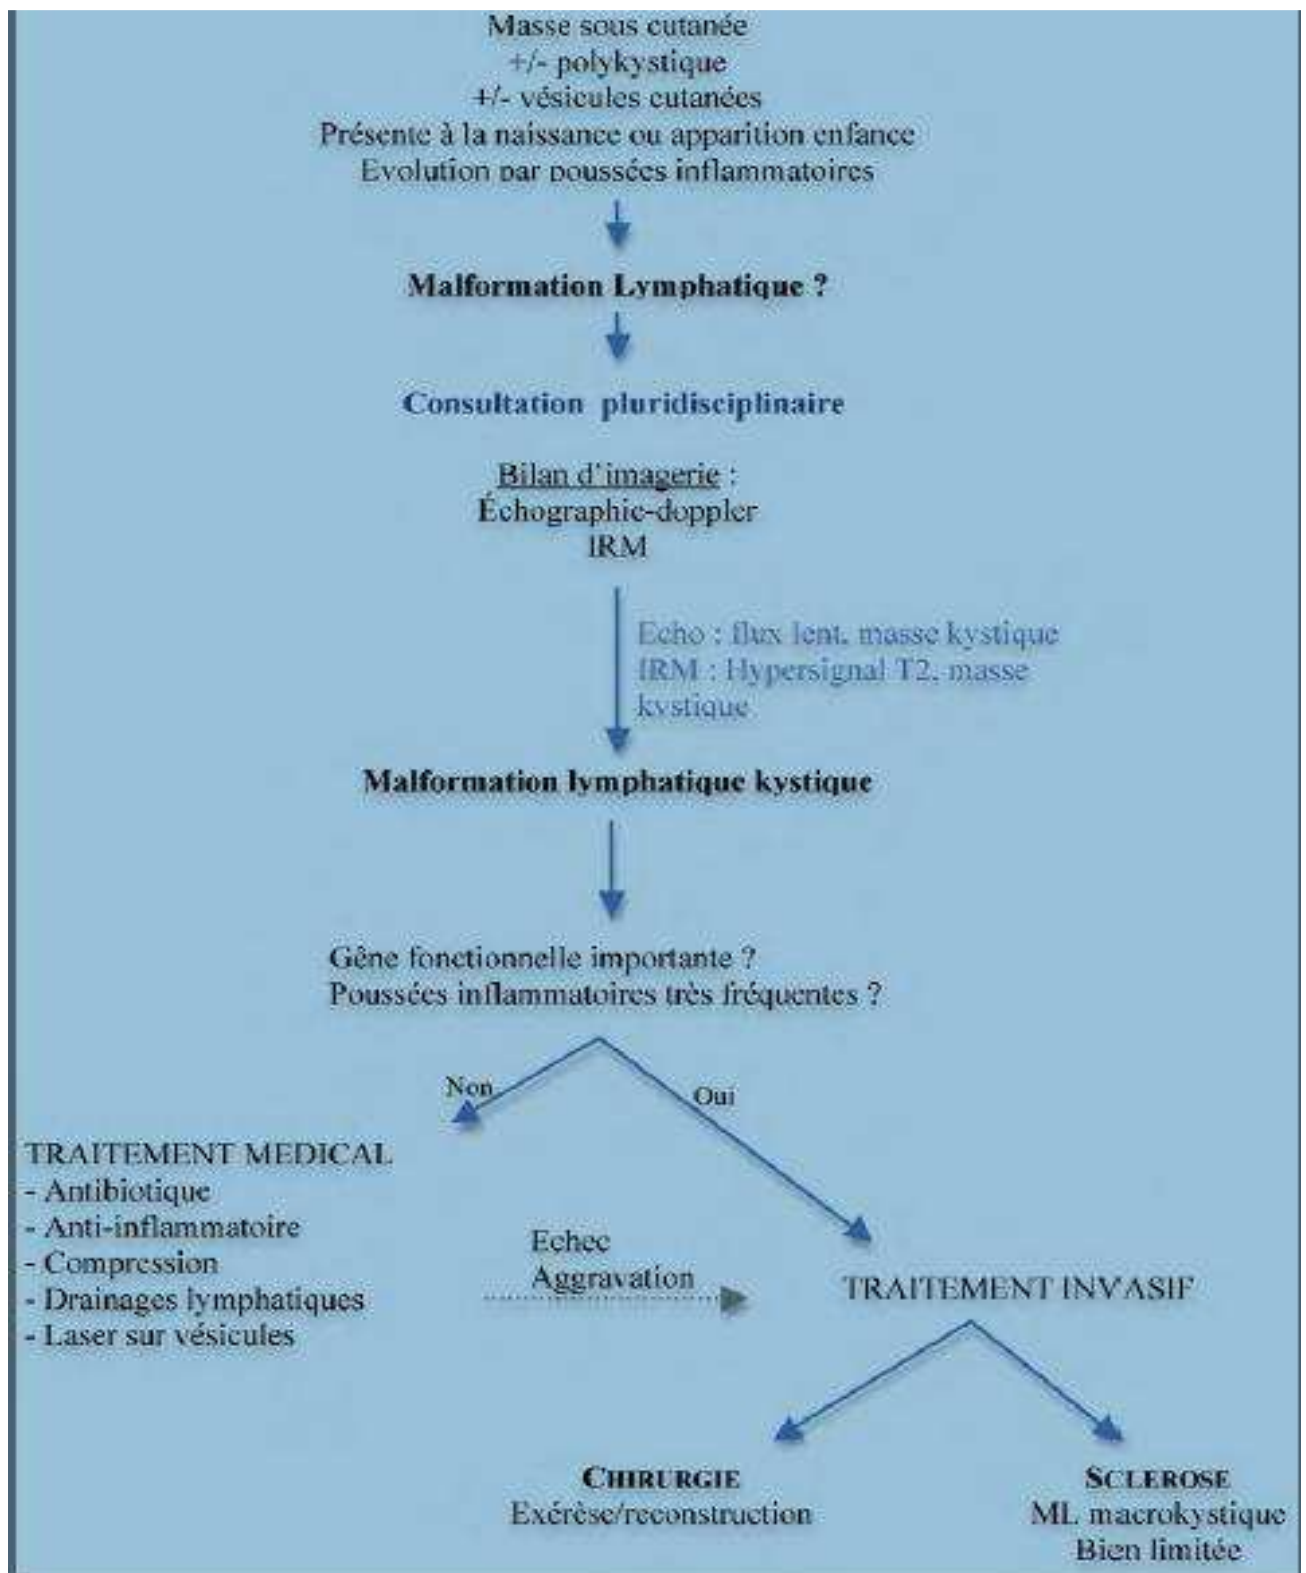 Masse sous cutanée
+/- polykystique
+/- vésicules cutanées
Présente à la naissance ou apparition enfance
Evolution par poussées inflammatoires
Malformation Lymphatique ?
Consultation pluridisciplinaire
Bilan d'imagerie :
Échographie-doppler
IRM
Echo : flux lent, masse kystique
IRM : Hypersignal T2, masse
kystique
Malformation lymphatique kystique
Gêne fonctionnelle importante ?
Poussées inflammatoires très fréquentes ?
Non
Oui
TRAITEMENT MEDICAL
- Antibiotique
- Anti-inflammatoire
- Compression
- Drainages lymphatiques
- Laser sur vésicules
Echec
Aggravation
TRAITEMENT INVASIF
CHIRURGIE
Exérèse/reconstruction
SCLEROSE
ML macrokystique
Bien limitée